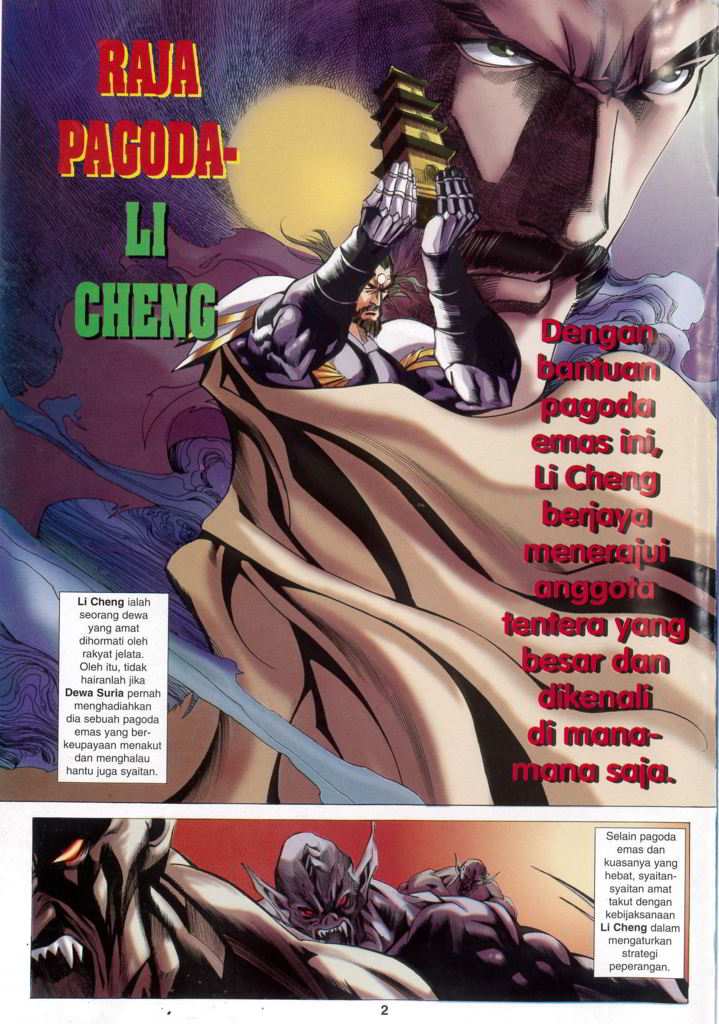 RAJA
PAGODA-
LI
CHENG
Dengan
bantuan
pagoda
emas ini,
Li Cheng
berjaya
menerajui
anggota
tentera yang
besar dan
dikenali
di mana-
mana saja.
Li Cheng ialah
seorang dewa
yang amat
dihormati oleh
rakyat jelata.
Oleh itu, tidak
hairanlah jika
Dewa Suria pernah
menghadiahkan
dia sebuah pagoda
emas yang ber-
keupayaan menakut
dan menghalau
hantu juga syaitan.
Selain pagoda
emas dan
kuasanya yang
hebat, syaitan-
syaitan amat
takut dengan
kebijaksanaan
Li Cheng dalam
mengaturkan
strategi
peperangan.
2